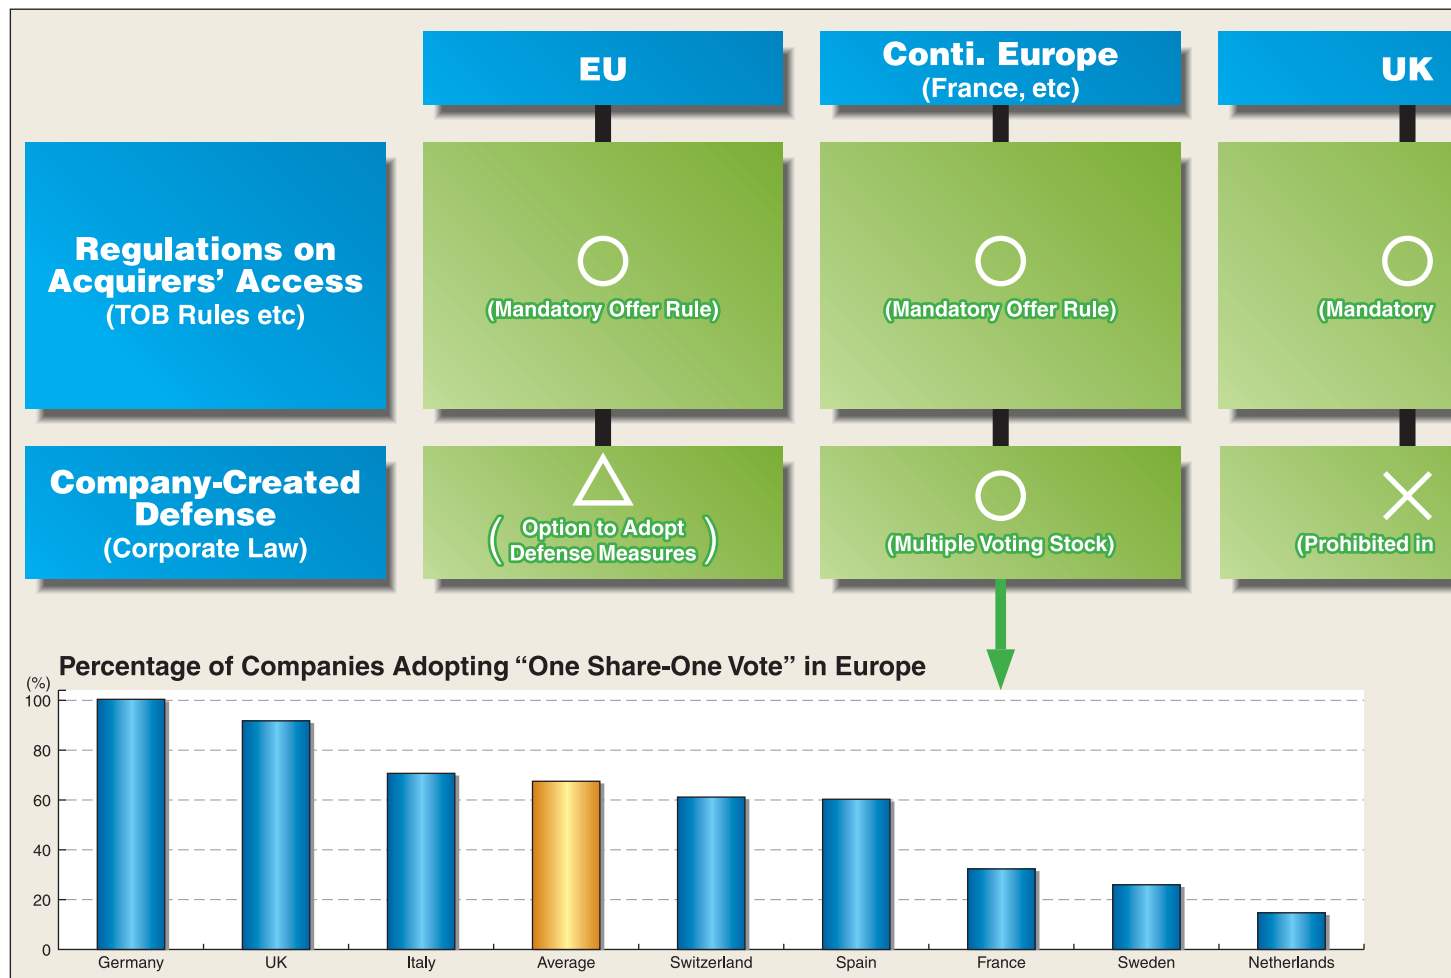 EU
Conti. Europe
(France, etc)
UK
Regulations on
Acquirers’ Access
(TOB Rules etc)
(Mandatory Offer Rule)
(Mandatory Offer Rule)
(Mandatory
Company-Created
Defense
(Corporate Law)
( Option to Adopt
Defense Measures )
(Multiple Voting Stock)
(Prohibited in
Percentage of Companies Adopting “One Share-One Vote” in Europe
(%)
100
80
60
40
20
0
Germany
UK
Italy
Average
Switzerland
Spain
France
Sweden
Netherlands